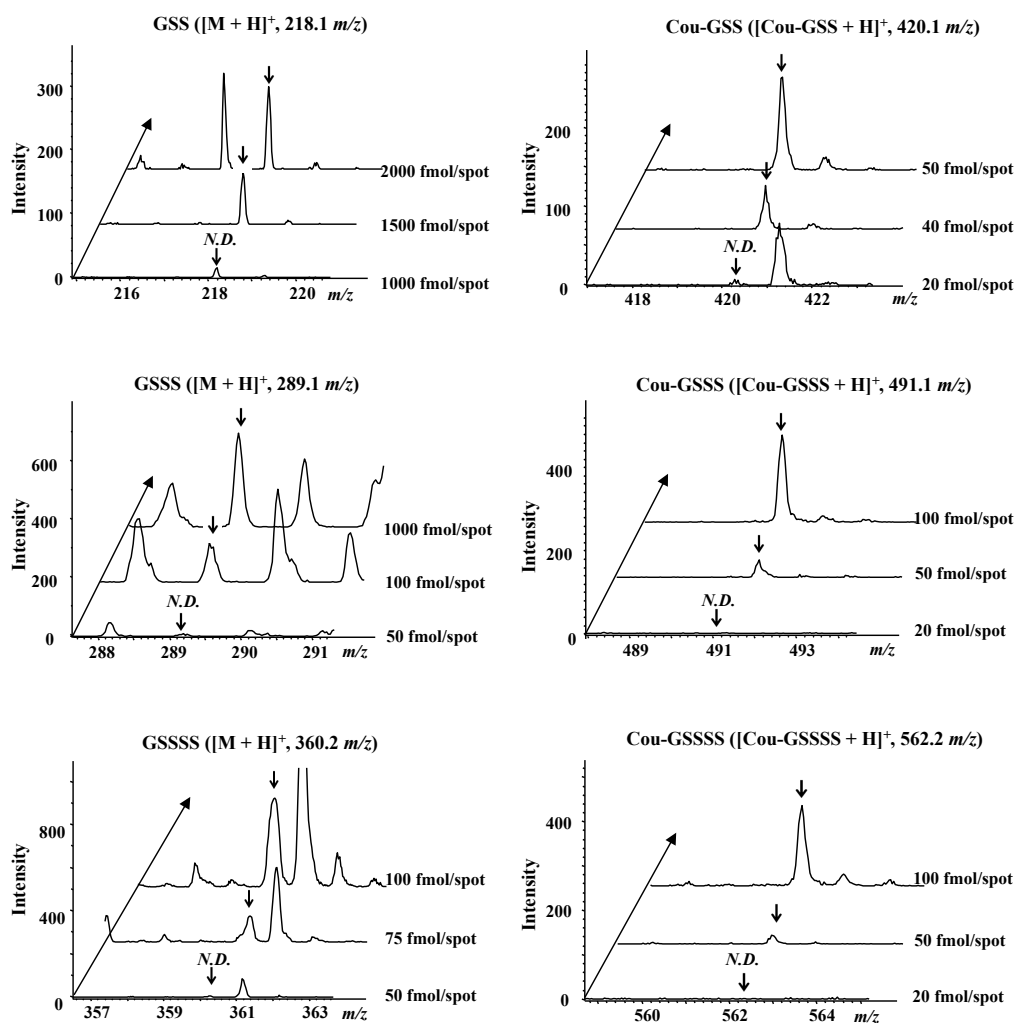 GSS ([M + H]+, 218.1 m/z)
Intensity
300
200
100
0
2000 fmol/spot
1500 fmol/spot
N.D.
1000 fmol/spot
216 218 220 m/z
Cou-GSS ([Cou-GSS + H]+, 420.1 m/z)
Intensity
200
100
0
50 fmol/spot
40 fmol/spot
N.D.
20 fmol/spot
418 420 422 m/z
GSSS ([M + H]+, 289.1 m/z)
Intensity
600
400
200
0
1000 fmol/spot
100 fmol/spot
N.D.
50 fmol/spot
288 289 290 291 m/z
Cou-GSSS ([Cou-GSSS + H]+, 491.1 m/z)
Intensity
400
200
0
100 fmol/spot
50 fmol/spot
N.D.
20 fmol/spot
489 491 493 m/z
GSSSS ([M + H]+, 360.2 m/z)
Intensity
800
400
0
100 fmol/spot
75 fmol/spot
N.D.
50 fmol/spot
357 359 361 363 m/z
Cou-GSSSS ([Cou-GSSSS + H]+, 562.2 m/z)
Intensity
400
200
0
100 fmol/spot
50 fmol/spot
N.D.
20 fmol/spot
560 562 564 m/z